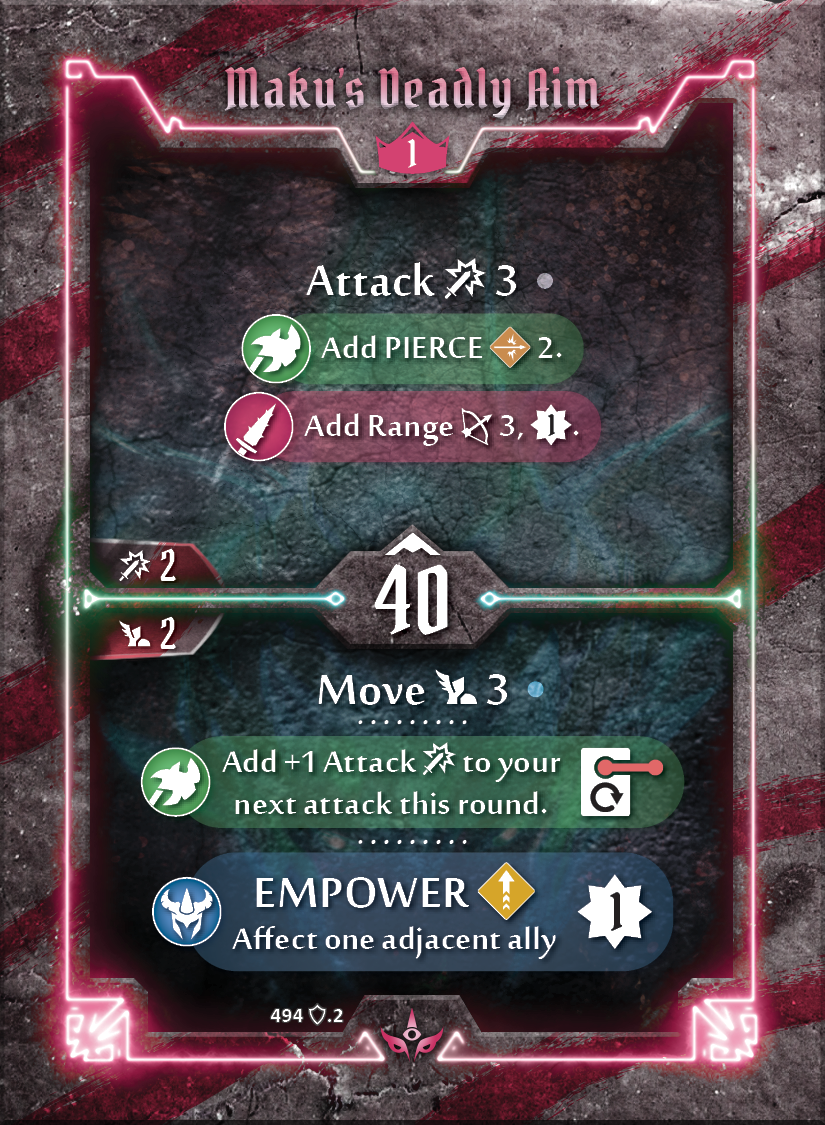 Maku's Deadly Aim
1
Attack 3
Add PIERCE 2.
Add Range 3, 1.
2
40
2
Move 3
Add +1 Attack to your
next attack this round.
EMPOWER
1
Affect one adjacent ally
494 .2